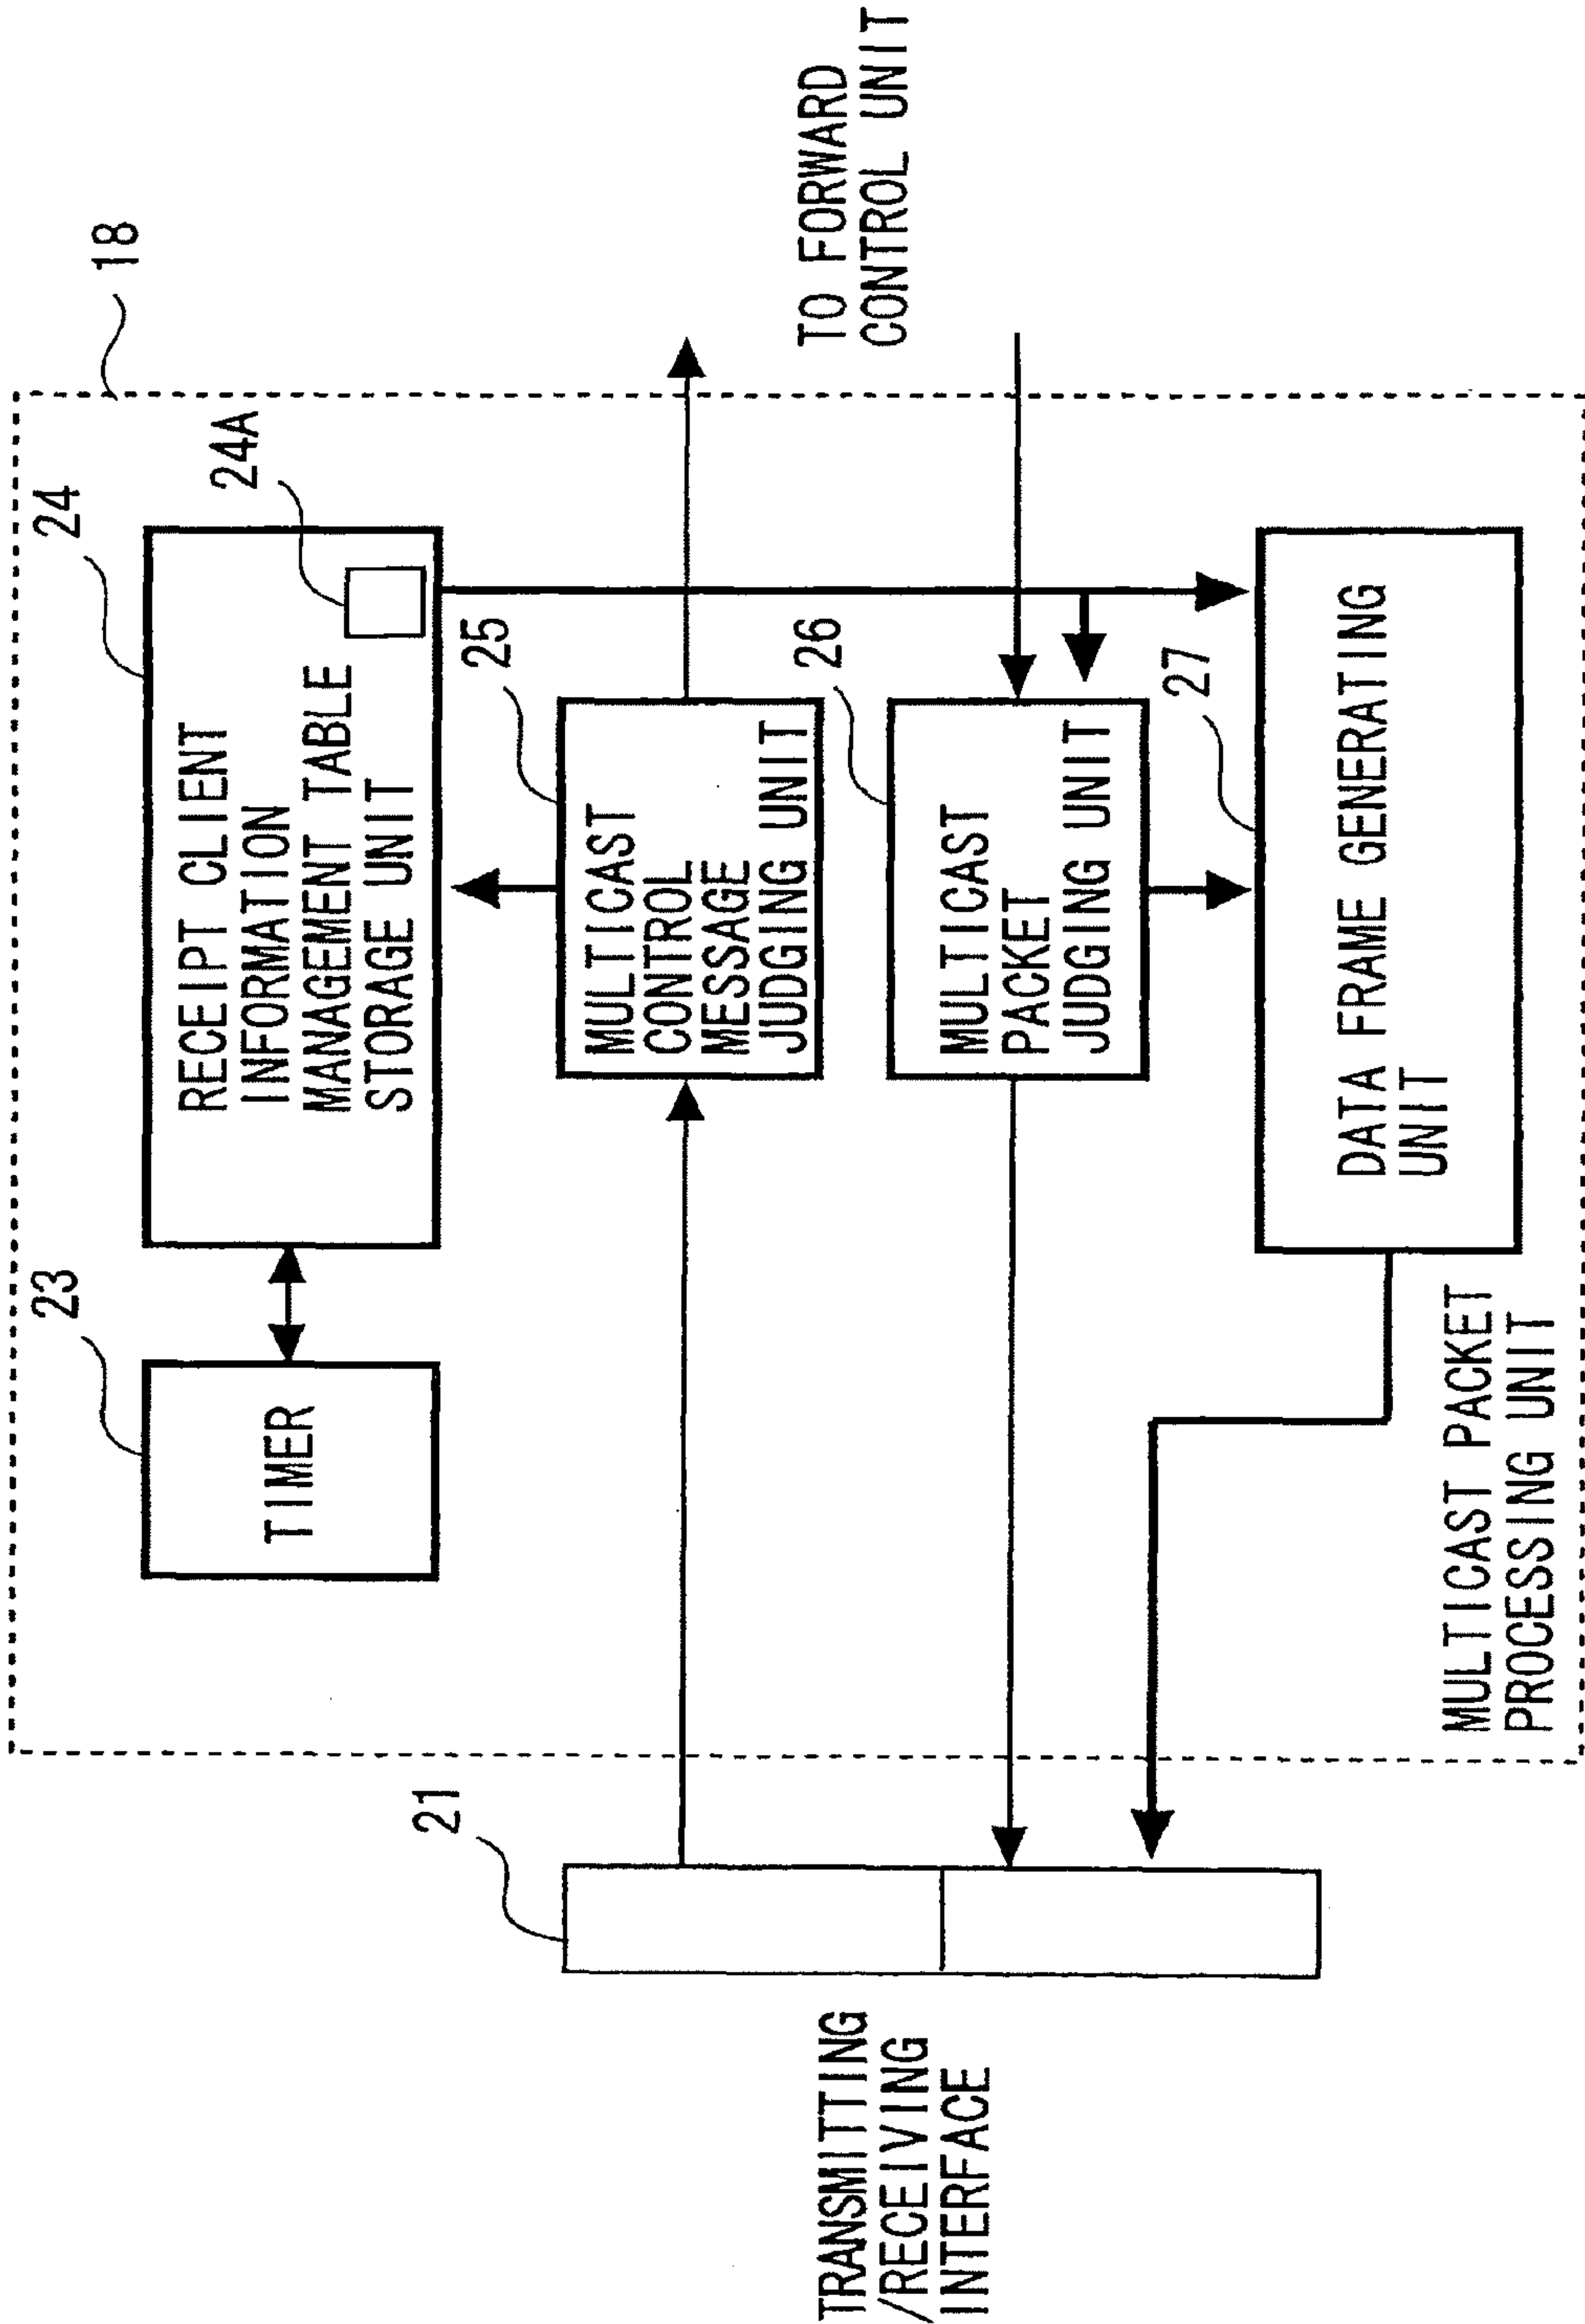 18
24
24A
RECEIPT CLIENT
INFORMATION
MANAGEMENT TABLE
STORAGE UNIT
23
TIMER
25
MULTICAST
CONTROL
MESSAGE
JUDGING UNIT
TO FORWARD
CONTROL UNIT
26
MULTICAST
PACKET
JUDGING UNIT
27
DATA FRAME GENERATING
UNIT
21
TRANSMITTING
/RECEIVING
INTERFACE
MULTICAST PACKET
PROCESSING UNIT